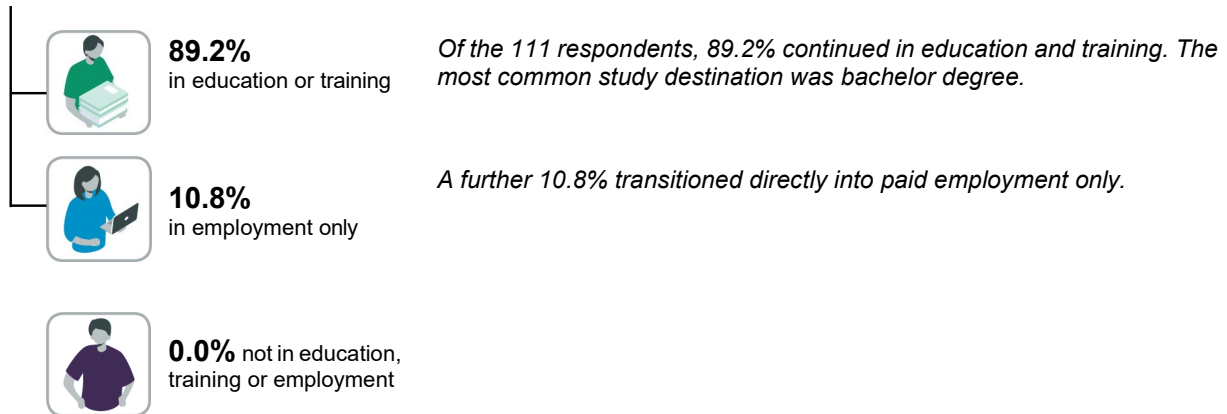 89.2%
in education or training
Of the 111 respondents, 89.2% continued in education and training. The
most common study destination was bachelor degree.
10.8%
in employment only
A further 10.8% transitioned directly into paid employment only.
0.0% not in education,
training or employment